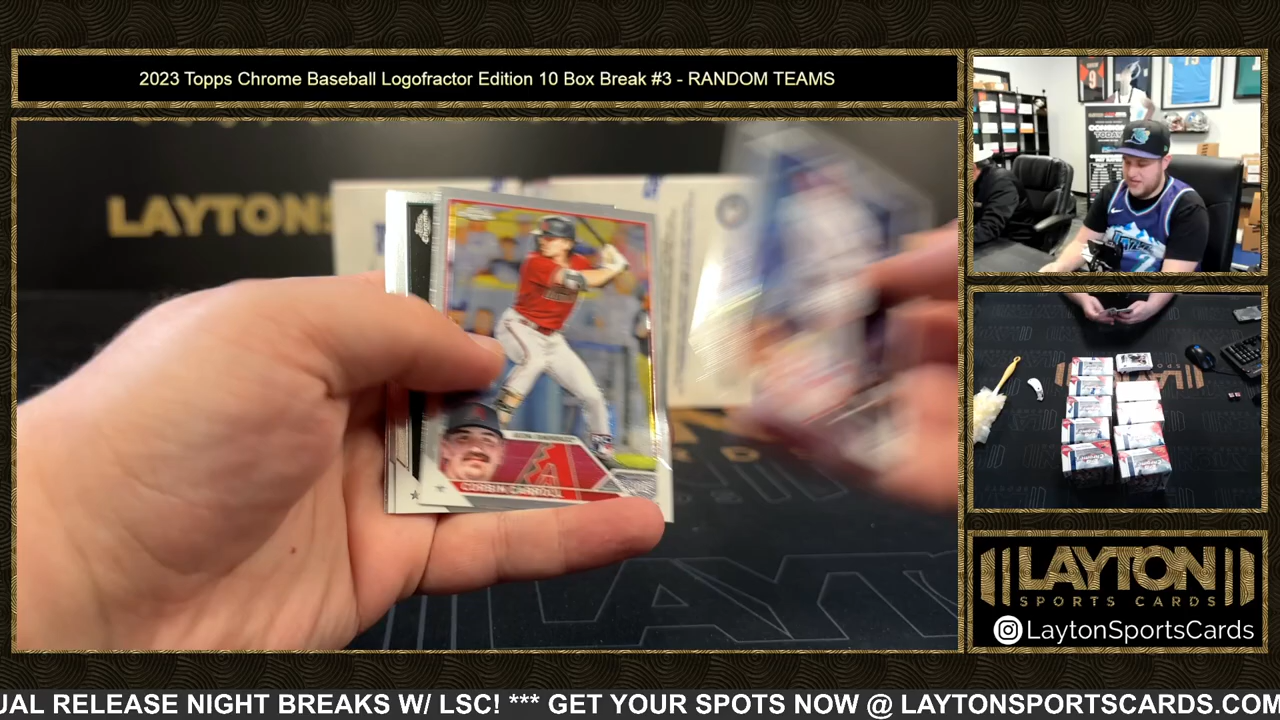 2023 Topps Chrome Baseball Logofractor Edition 10 Box Break #3 - RANDOM TEAMS
LAYTONS
CORBIN CARROLL
LAYTON
SPORTS CARDS
LaytonSportsCards
UAL RELEASE NIGHT BREAKS W/ LSC! *** GET YOUR SPOTS NOW @ LAYTONSPORTSCARDS.COM